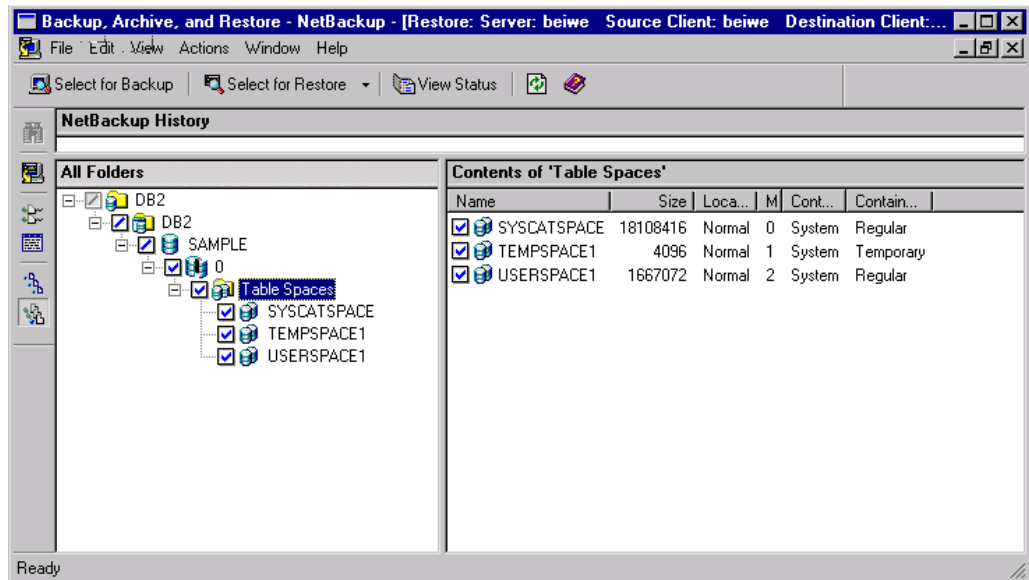 Backup, Archive, and Restore - NetBackup - [Restore: Server: beiwe Source Client: beiwe Destination Client:...
File Edit View Actions Window Help
Select for Backup Select for Restore View Status
NetBackup History
All Folders
DB2
DB2
SAMPLE
0
Table Spaces
SYSCATSPACE
TEMPSPACE1
USERSPACE1
Contents of 'Table Spaces'
Name Size Loca... M Cont... Contain...
SYSCATSPACE 18108416 Normal 0 System Regular
TEMPSPACE1 4096 Normal 1 System Temporary
USERSPACE1 1667072 Normal 2 System Regular
Ready